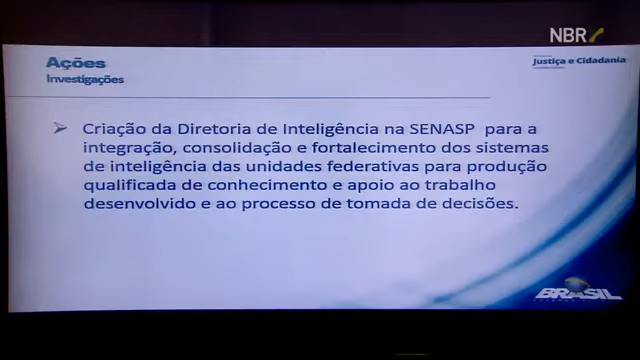 NBR
Ações
Investigações
Justiça e Cidadania
➢ Criação da Diretoria de Inteligência na SENASP para a
integração, consolidação e fortalecimento dos sistemas
de inteligência das unidades federativas para produção
qualificada de conhecimento e apoio ao trabalho
desenvolvido e ao processo de tomada de decisões.
BRASIL